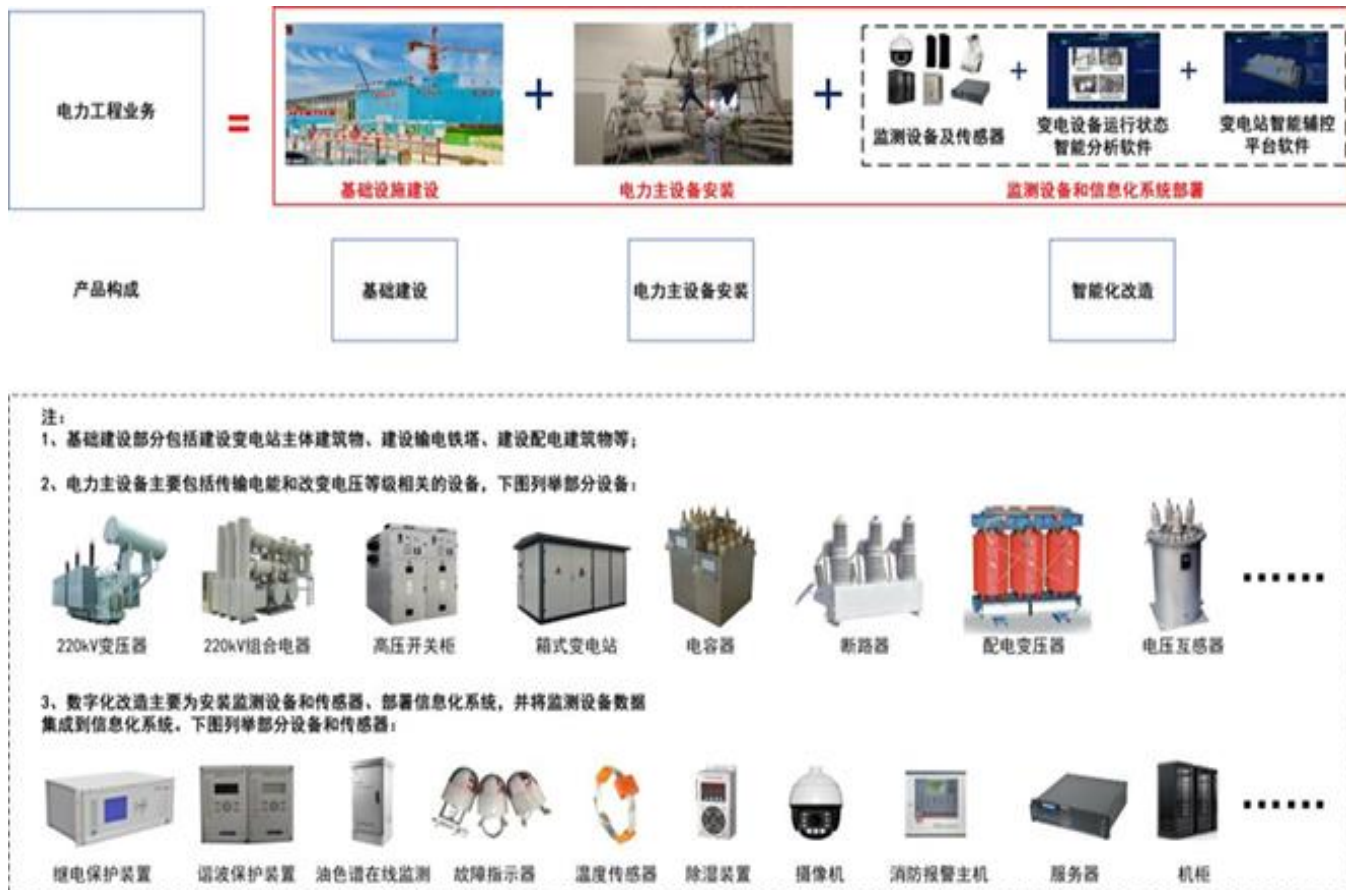 电力工程业务
=
+
+
+
+
监测设备及传感器
变电设备运行状态
智能分析软件
变电站智能辅控
平台软件
基础设施建设
电力主设备安装
监测设备和信息化系统部署
产品构成
基础建设
电力主设备安装
智能化改造
注:
1、基础建设部分包括建设变电站主体建筑物、建设输电铁塔、建设配电建筑物等;
2、电力主设备主要包括传输电能和改变电压等级相关的设备,下图列举部分设备:
220kV变压器
220kV组合电器
高压开关柜
箱式变电站
电容器
断路器
配电变压器
电压互感器
......
3、数字化改造主要为安装监测设备和传感器、部署信息化系统,并将监测设备数据
集成到信息化系统。下图列举部分设备和传感器:
继电保护装置
谐波保护装置
油色谱在线监测
故障指示器
温度传感器
除湿装置
摄像机
消防报警主机
服务器
机柜
......